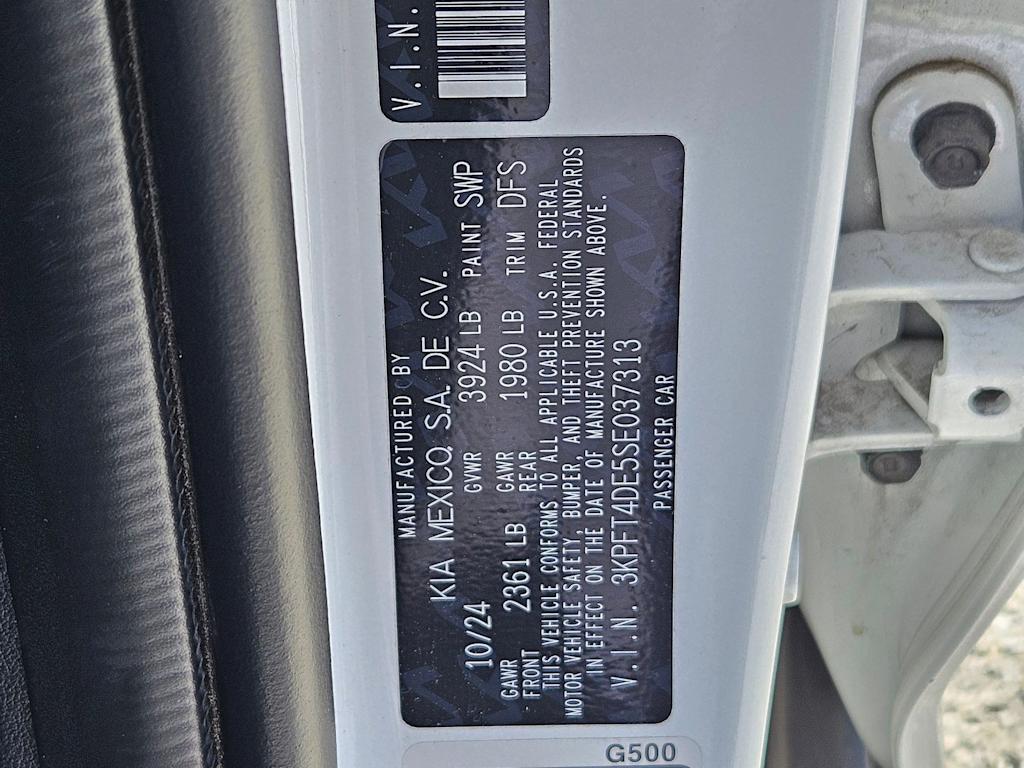 V.I.N.
MANUFACTURED BY
KIA MEXICO, S.A. DE C.V.
10/24 GVWR 3924 LB PAINT SWP
GAWR FRONT 2361 LB GAWR REAR 1980 LB TRIM DFS
THIS VEHICLE CONFORMS TO ALL APPLICABLE U.S.A. FEDERAL
MOTOR VEHICLE SAFETY, BUMPER, AND THEFT PREVENTION STANDARDS
IN EFFECT ON THE DATE OF MANUFACTURE SHOWN ABOVE.
V.I.N. 3KPFT4DE5SE037313
PASSENGER CAR
G500